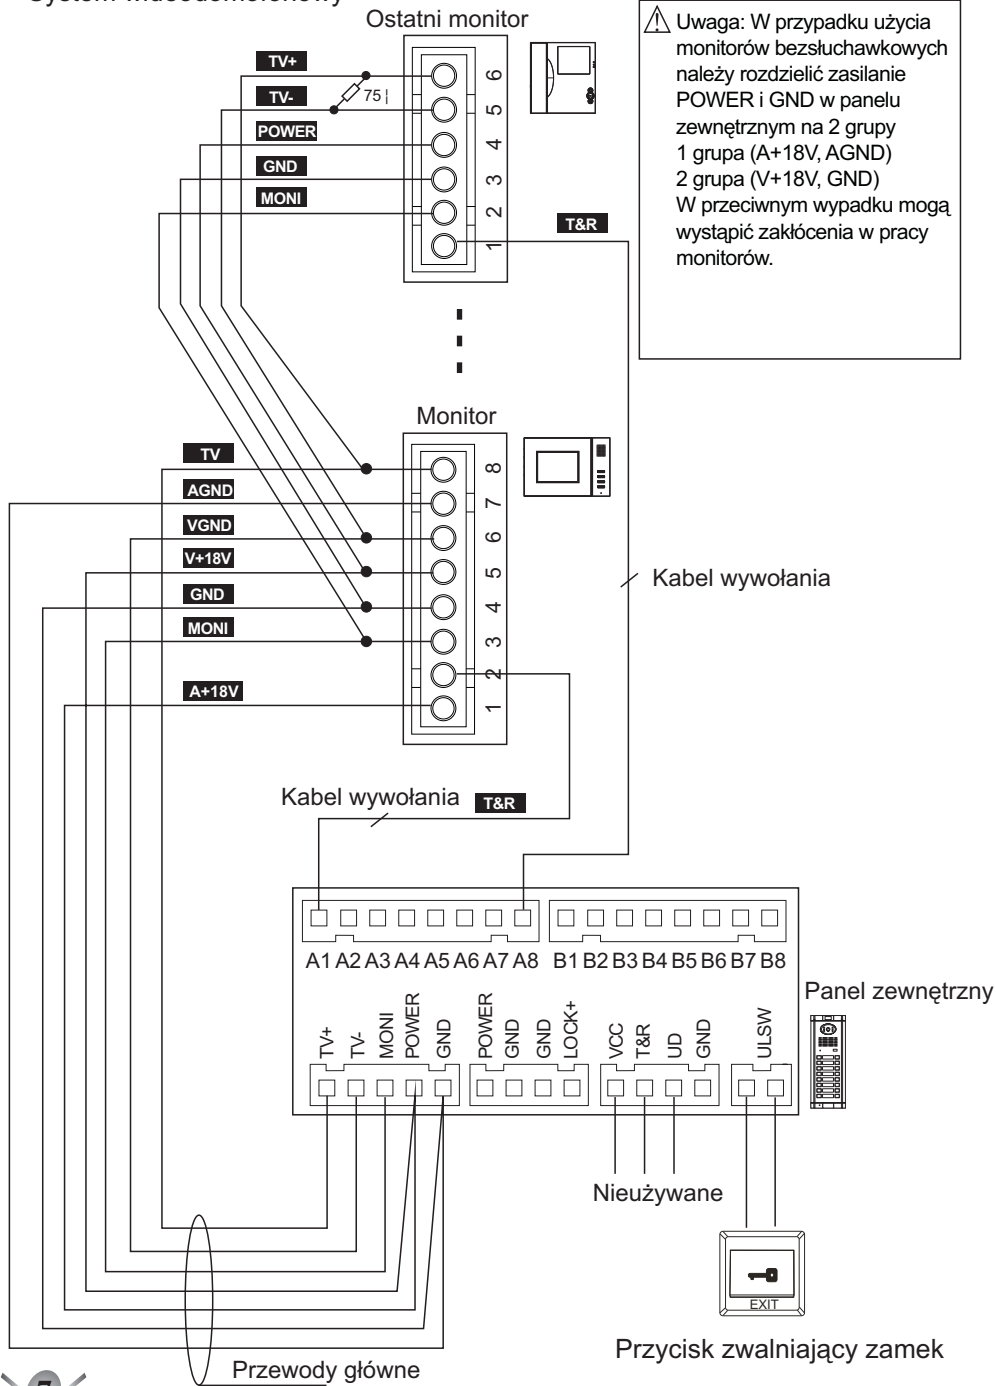 System wideodomofonowy
Ostatni monitor
TV+
TV-
75
POWER
GND
MONI
6
5
4
3
2
1
T&R
Uwaga: W przypadku użycia
monitorów bezsłuchawkowych
należy rozdzielić zasilanie
POWER i GND w panelu
zewnętrznym na 2 grupy
1 grupa (A+18V, AGND)
2 grupa (V+18V, GND)
W przeciwnym wypadku mogą
wystąpić zakłócenia w pracy
monitorów.
Monitor
TV
AGND
VGND
V+18V
GND
MONI
A+18V
8
7
6
5
4
3
2
1
Kabel wywołania
Kabel wywołania T&R
A1 A2 A3 A4 A5 A6 A7 A8 B1 B2 B3 B4 B5 B6 B7 B8
Panel zewnętrzny
TV+ TV- MONI POWER GND POWER GND GND LOCK+ VCC T&R UD GND ULSW
Nieużywane
EXIT
Przycisk zwalniający zamek
Przewody główne
7